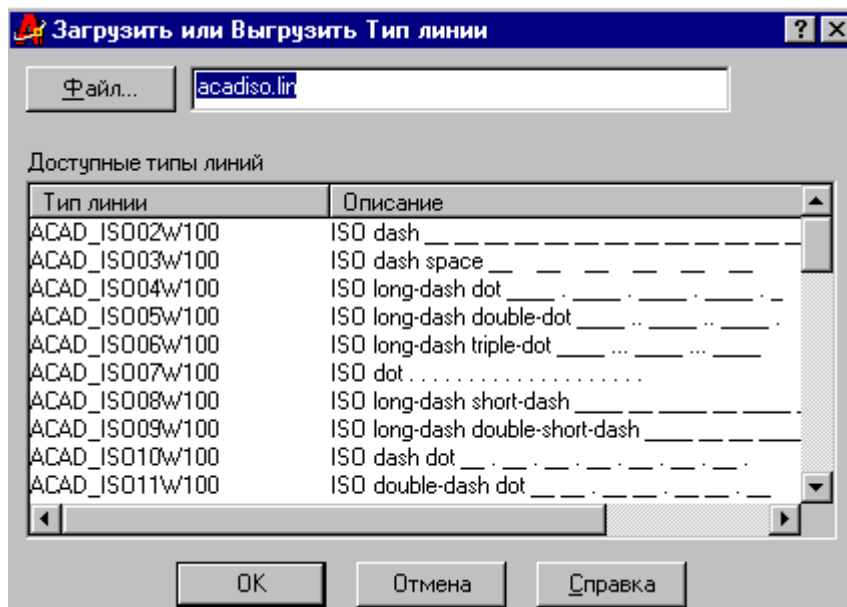 Загрузить или Выгрузить Тип линии
Файл... acadiso.lin
Доступные типы линий
Тип линии Описание
ACAD_ISO02W100 ISO dash __ __ __ __ __ __ __ __ __ __ __ __ __
ACAD_ISO03W100 ISO dash space __ __ __ __ __ __
ACAD_ISO04W100 ISO long-dash dot ____ . ____ . ____ . ____ . _
ACAD_ISO05W100 ISO long-dash double-dot ____ .. ____ .. ____ .
ACAD_ISO06W100 ISO long-dash triple-dot ____ ... ____ ... ____
ACAD_ISO07W100 ISO dot . . . . . . . . . . . . . . . . . . . .
ACAD_ISO08W100 ISO long-dash short-dash ____ __ ____ __ ____ _
ACAD_ISO09W100 ISO long-dash double-short-dash ____ __ __ ____
ACAD_ISO10W100 ISO dash dot __ . __ . __ . __ . __ . __ . __ .
ACAD_ISO11W100 ISO double-dash dot __ __ . __ __ . __ __ . __
OK Отмена Справка